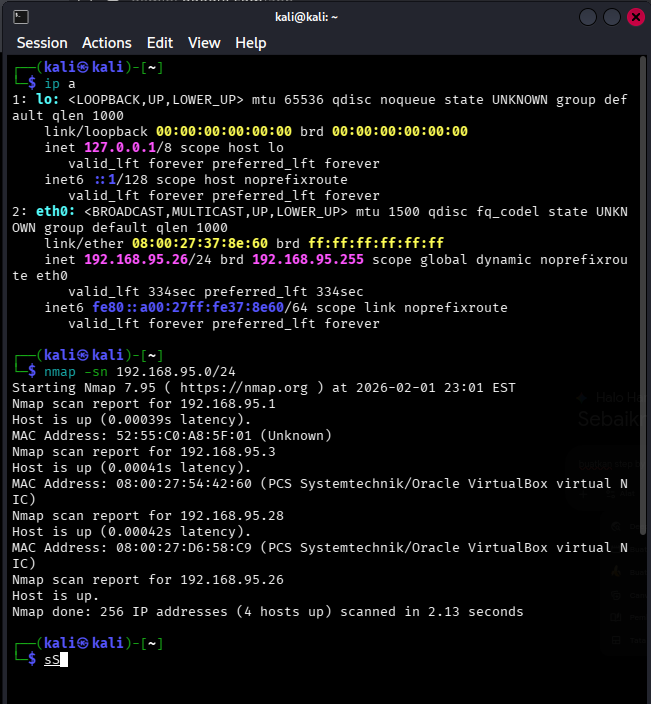 kali@kali: ~
Session Actions Edit View Help
┌──(kali㉿kali)-[~]
└─$ ip a
1: lo: <LOOPBACK,UP,LOWER_UP> mtu 65536 qdisc noqueue state UNKNOWN group def
ault qlen 1000
    link/loopback 00:00:00:00:00:00 brd 00:00:00:00:00:00
    inet 127.0.0.1/8 scope host lo
       valid_lft forever preferred_lft forever
    inet6 ::1/128 scope host noprefixroute
       valid_lft forever preferred_lft forever
2: eth0: <BROADCAST,MULTICAST,UP,LOWER_UP> mtu 1500 qdisc fq_codel state UNKN
OWN group default qlen 1000
    link/ether 08:00:27:37:8e:60 brd ff:ff:ff:ff:ff:ff
    inet 192.168.95.26/24 brd 192.168.95.255 scope global dynamic noprefixrou
te eth0
       valid_lft 334sec preferred_lft 334sec
    inet6 fe80::a00:27ff:fe37:8e60/64 scope link noprefixroute
       valid_lft forever preferred_lft forever
┌──(kali㉿kali)-[~]
└─$ nmap -sn 192.168.95.0/24
Starting Nmap 7.95 ( https://nmap.org ) at 2026-02-01 23:01 EST
Nmap scan report for 192.168.95.1
Host is up (0.00039s latency).
MAC Address: 52:55:C0:A8:5F:01 (Unknown)
Nmap scan report for 192.168.95.3
Host is up (0.00041s latency).
MAC Address: 08:00:27:54:42:60 (PCS Systemtechnik/Oracle VirtualBox virtual N
IC)
Nmap scan report for 192.168.95.28
Host is up (0.00042s latency).
MAC Address: 08:00:27:D6:58:C9 (PCS Systemtechnik/Oracle VirtualBox virtual N
IC)
Nmap scan report for 192.168.95.26
Host is up.
Nmap done: 256 IP addresses (4 hosts up) scanned in 2.13 seconds
┌──(kali㉿kali)-[~]
└─$ sS
Halo